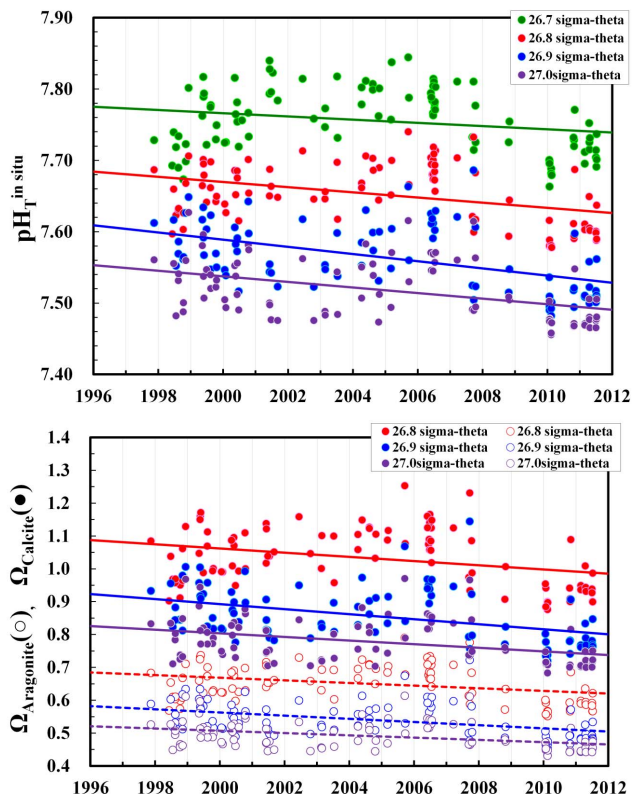 7.90
7.80
7.70
7.60
7.50
7.40
pH_T^in situ
26.7 sigma-theta
26.8 sigma-theta
26.9 sigma-theta
27.0sigma-theta
1996 1998 2000 2002 2004 2006 2008 2010 2012
1.4
1.3
1.2
1.1
1.0
0.9
0.8
0.7
0.6
0.5
0.4
Ω_Aragonite(○), Ω_Calcite(●)
26.8 sigma-theta 26.8 sigma-theta
26.9 sigma-theta 26.9 sigma-theta
27.0sigma-theta 27.0sigma-theta
1996 1998 2000 2002 2004 2006 2008 2010 2012